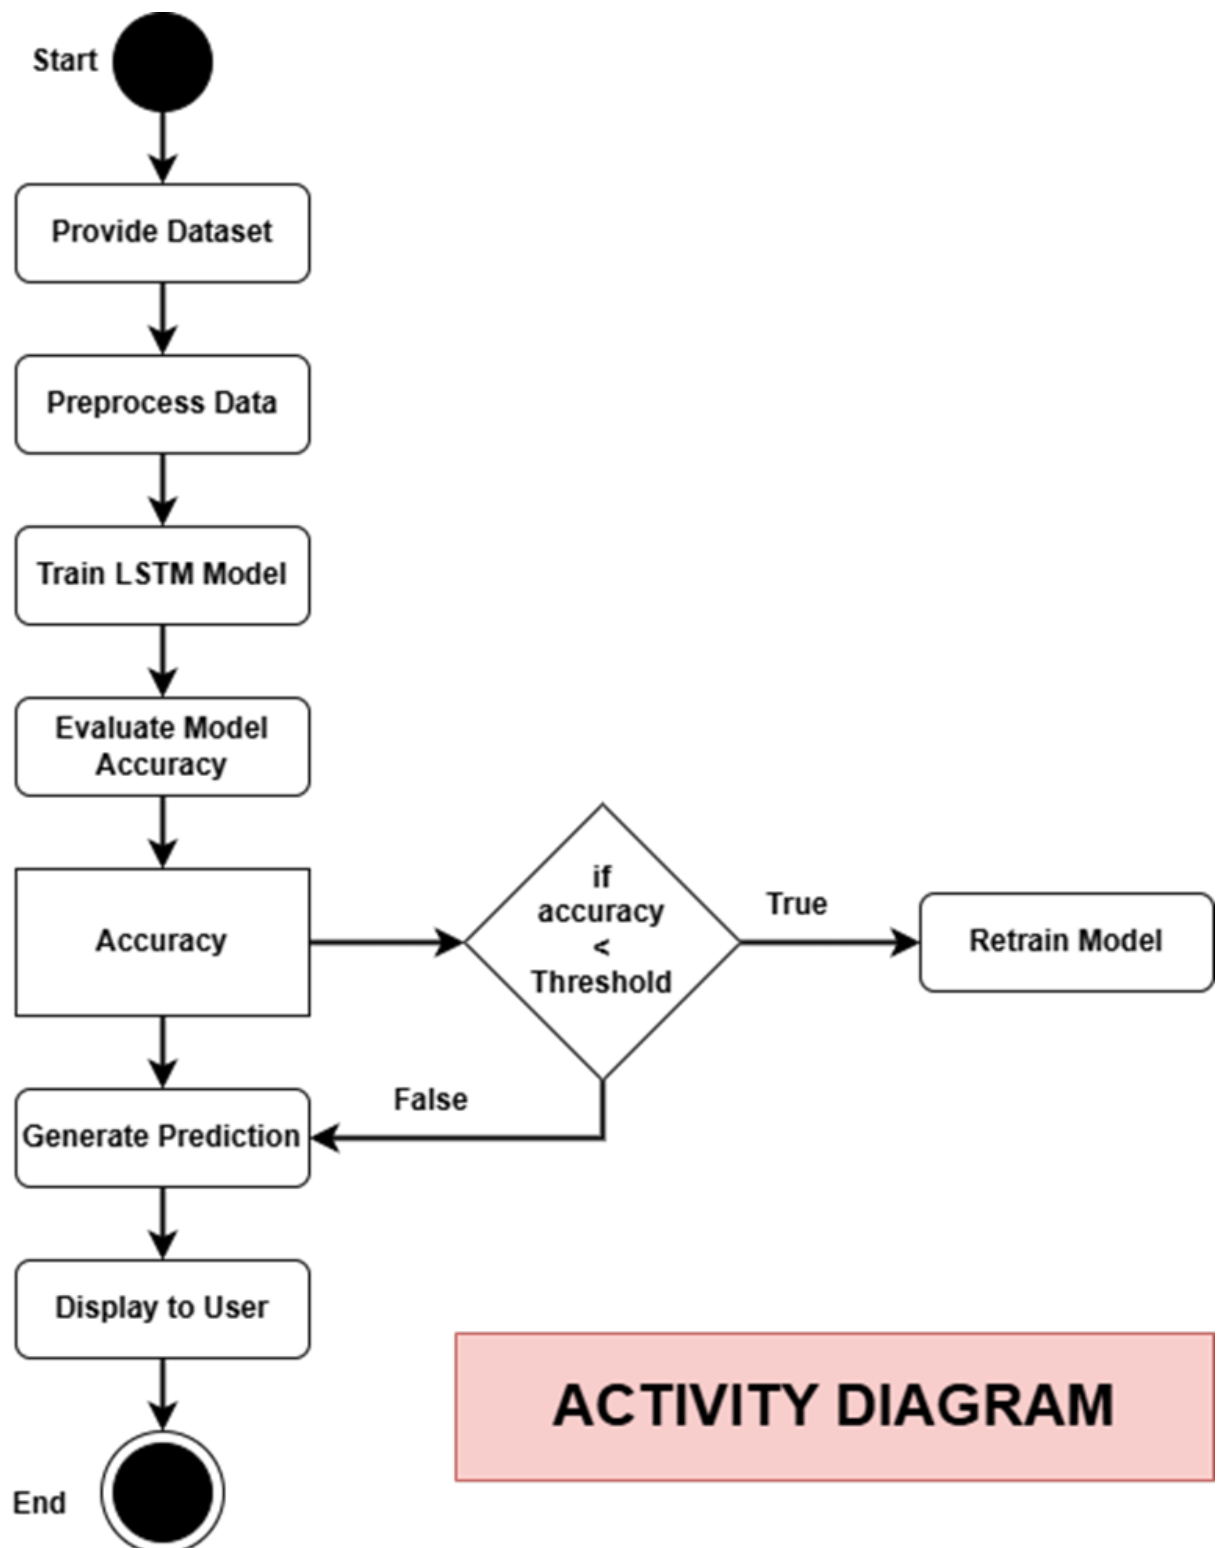 Start
Provide Dataset
Preprocess Data
Train LSTM Model
Evaluate Model
Accuracy
Accuracy
if
accuracy
<
Threshold
True
Retrain Model
False
Generate Prediction
Display to User
ACTIVITY DIAGRAM
End